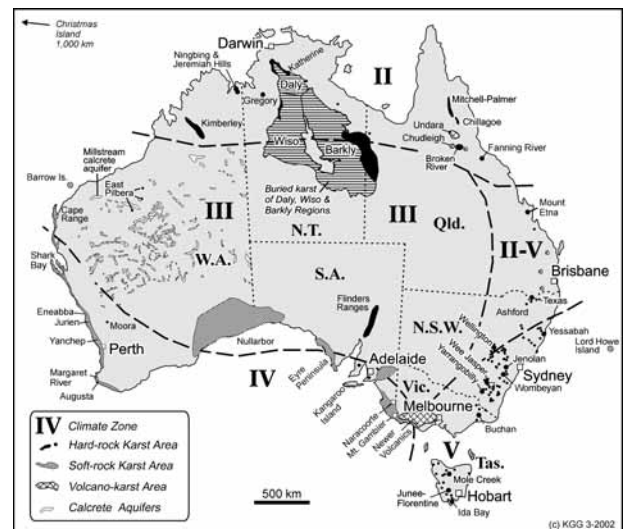 Christmas
Island
1,000 km
Darwin
Katherine
Ningbing &
Jeremiah Hills
Daly
II
Gregory
Mitchell-Palmer
Kimberley
Undara
Chillagoe
Chudleigh
Wiso
Fanning River
Millstream
calcrete
aquifer
Barkly
Broken
River
Barrow Is.
East
Pilbara
Buried karst
of Daly, Wiso &
Barkly Regions
Mount
Etna
Cape
Range
III
III
Qld.
N.T.
II-V
Shark
Bay
W.A.
S.A.
Brisbane
Flinders
Ranges
Ashford
Texas
Eneabba
Jurien
Moora
N.S.W.
Wellington
Yessabah
Yanchep
Nullarbor
Lord Howe
Island
Perth
Wee Jasper
Yarrangobilly
Jenolan
Adelaide
Sydney
Margaret
River
IV
Eyre
Peninsula
Wombeyan
Augusta
Vic.
Kangaroo
Island
Melbourne
Naracoorte
Mt. Gambier
Newer
Volcanics
Buchan
IV Climate Zone
Hard-rock Karst Area
Soft-rock Karst Area
Volcano-karst Area
Calcrete Aquifers
V
Tas.
500 km
Mole Creek
Junee-
Florentine
Hobart
Ida Bay
(c) KGG 3-2002